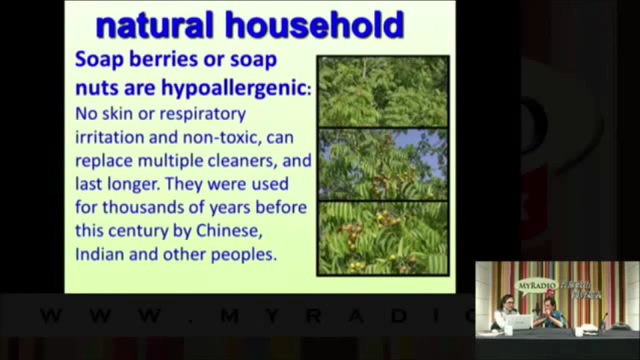 natural household
Soap berries or soap
nuts are hypoallergenic:
No skin or respiratory
irritation and non-toxic, can
replace multiple cleaners, and
last longer. They were used
for thousands of years before
this century by Chinese,
Indian and other peoples.
WWW.MYRADIO
MYRADIO